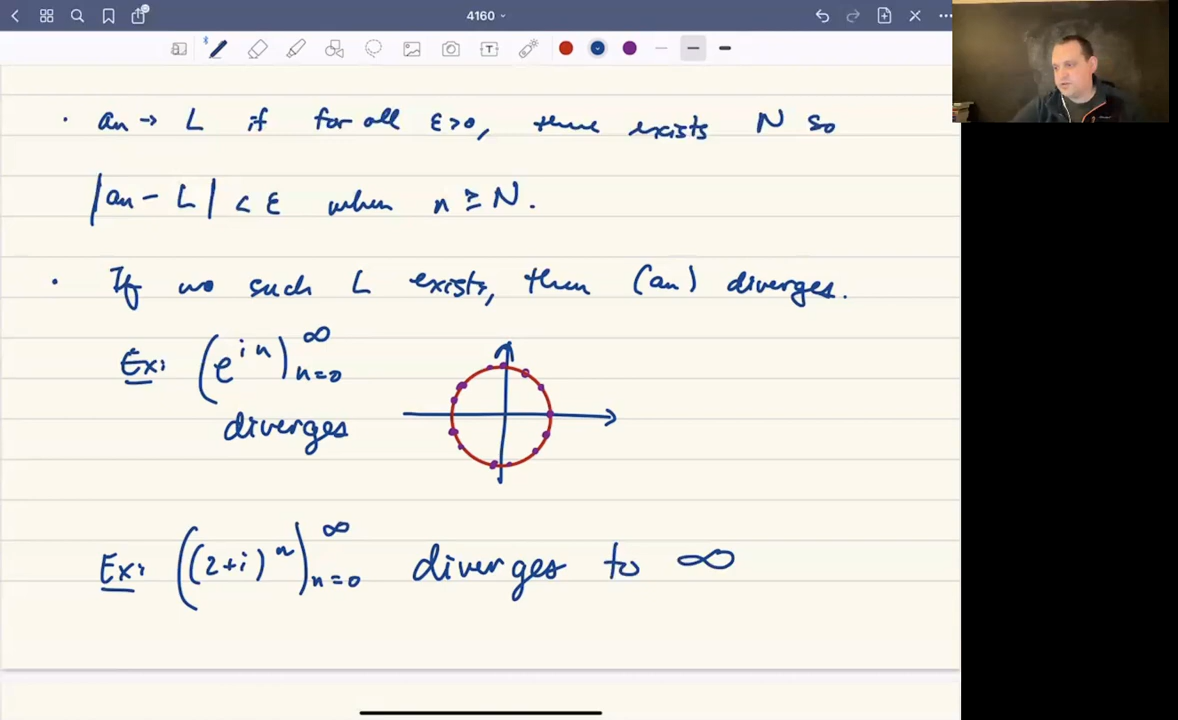 4160
· an → L if for all ε>0, there exists N so
|an - L| < ε when n ≥ N.
· If no such L exists, then (an) diverges.
Ex: (e^{in})_{n=0}^∞
diverges
Ex: ((2+i)^n)_{n=0}^∞ diverges to ∞